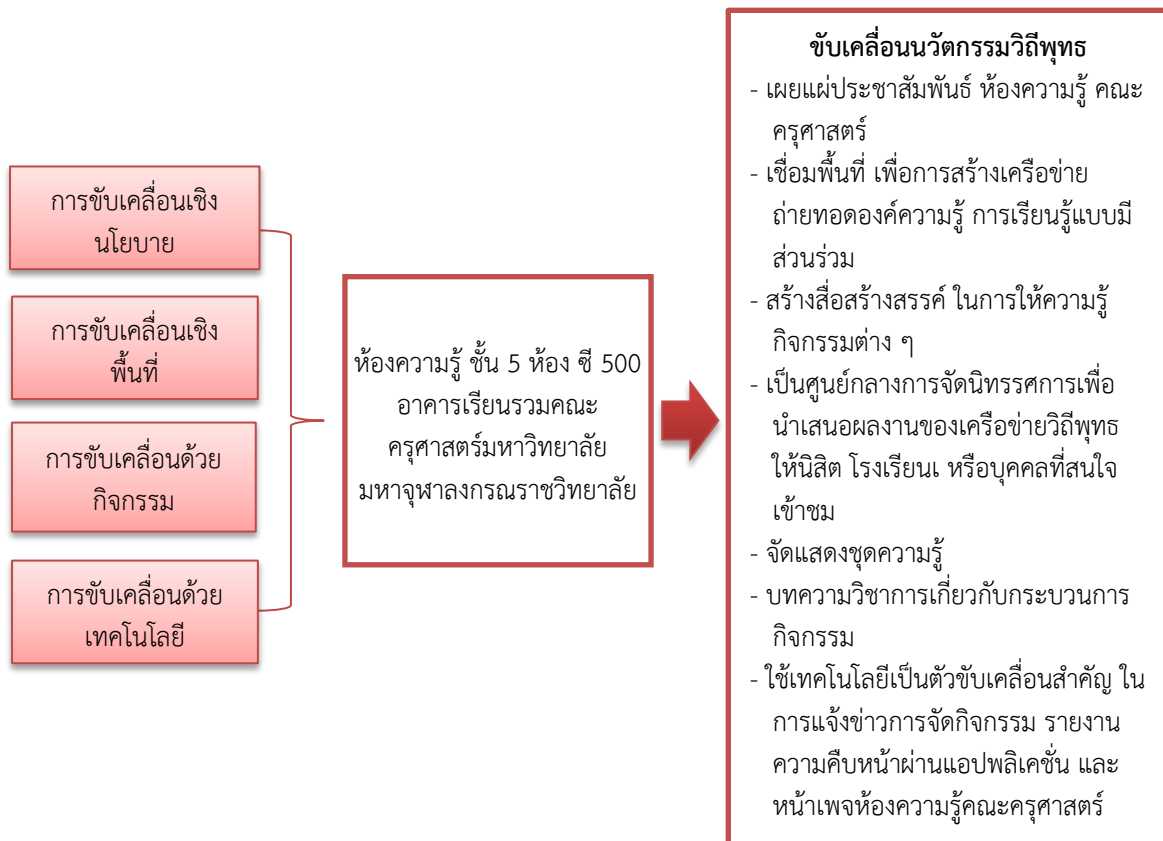 การขับเคลื่อนเชิง
นโยบาย
การขับเคลื่อนเชิง
พื้นที่
การขับเคลื่อนด้วย
กิจกรรม
การขับเคลื่อนด้วย
เทคโนโลยี
ห้องความรู้ ชั้น 5 ห้อง ซี 500
อาคารเรียนรวมคณะ
ครุศาสตร์มหาวิทยาลัย
มหาจุฬาลงกรณราชวิทยาลัย
ขับเคลื่อนนวัตกรรมวิถีพุทธ
- เผยแผ่ประชาสัมพันธ์ ห้องความรู้ คณะ
ครุศาสตร์
- เชื่อมพื้นที่ เพื่อการสร้างเครือข่าย
ถ่ายทอดองค์ความรู้ การเรียนรู้แบบมี
ส่วนร่วม
- สร้างสื่อสร้างสรรค์ ในการให้ความรู้
กิจกรรมต่าง ๆ
- เป็นศูนย์กลางการจัดนิทรรศการเพื่อ
นำเสนอผลงานของเครือข่ายวิถีพุทธ
ให้นิสิต โรงเรียนเ หรือบุคคลที่สนใจ
เข้าชม
- จัดแสดงชุดความรู้
- บทความวิชาการเกี่ยวกับกระบวนการ
กิจกรรม
- ใช้เทคโนโลยีเป็นตัวขับเคลื่อนสำคัญ ใน
การแจ้งข่าวการจัดกิจกรรม รายงาน
ความคืบหน้าผ่านแอปพลิเคชั่น และ
หน้าเพจห้องความรู้คณะครุศาสตร์